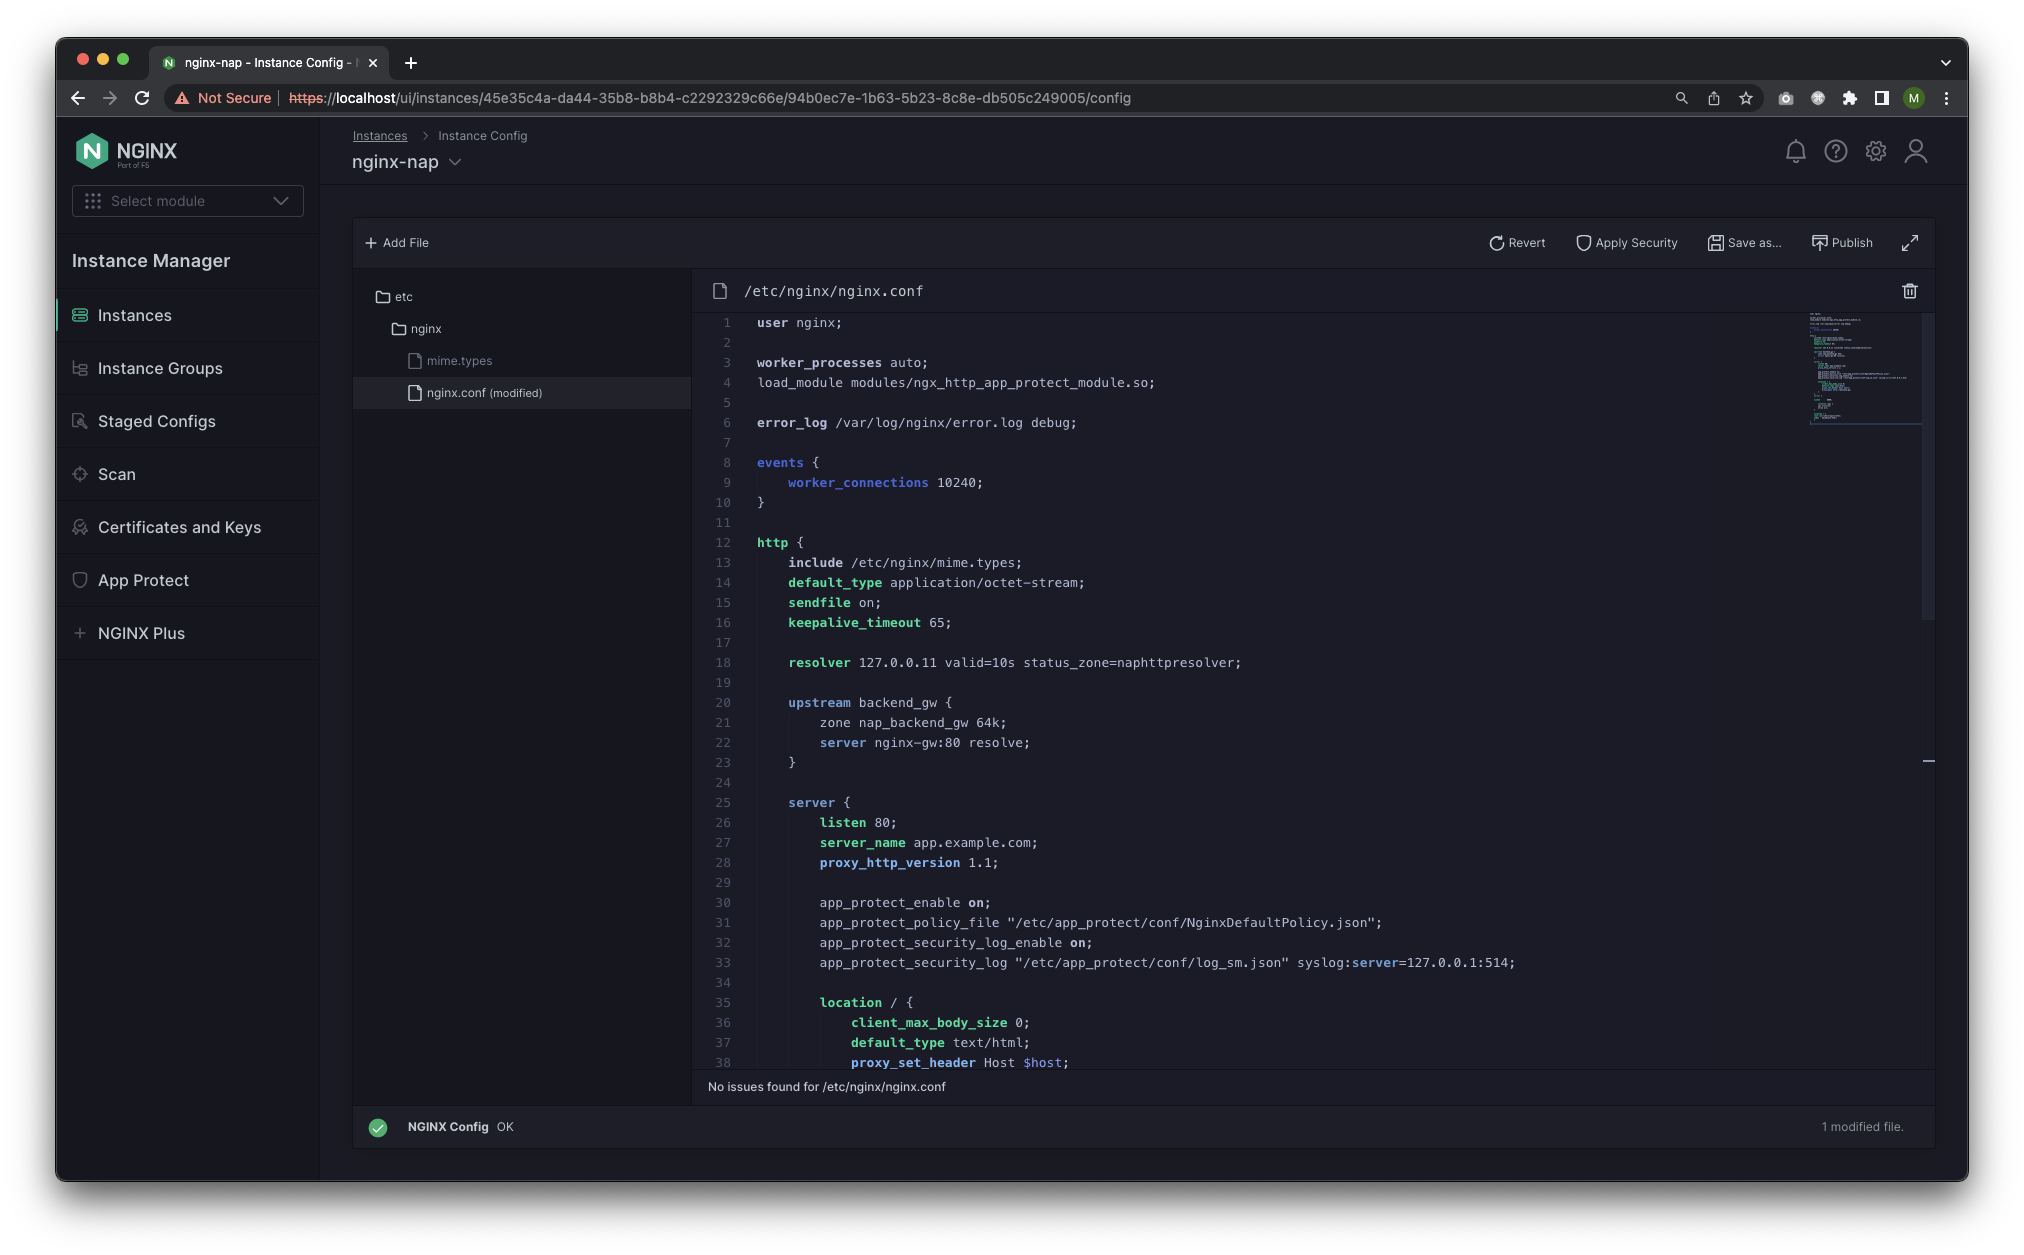 nginx-nap - Instance Config -
Not Secure | https://localhost/ui/instances/45e35c4a-da44-35b8-b8b4-c2292329c66e/94b0ec7e-1b63-5b23-8c8e-db505c249005/config
M
NGINX
Part of F5
Select module
Instance Manager
Instances
Instance Groups
Staged Configs
Scan
Certificates and Keys
App Protect
NGINX Plus
Instances > Instance Config
nginx-nap
Add File
Revert
Apply Security
Save as...
Publish
etc
nginx
mime.types
nginx.conf (modified)
/etc/nginx/nginx.conf
1 user nginx;
2
3 worker_processes auto;
4 load_module modules/ngx_http_app_protect_module.so;
5
6 error_log /var/log/nginx/error.log debug;
7
8 events {
9     worker_connections 10240;
10 }
11
12 http {
13     include /etc/nginx/mime.types;
14     default_type application/octet-stream;
15     sendfile on;
16     keepalive_timeout 65;
17
18     resolver 127.0.0.11 valid=10s status_zone=naphttpresolver;
19
20     upstream backend_gw {
21         zone nap_backend_gw 64k;
22         server nginx-gw:80 resolve;
23     }
24
25     server {
26         listen 80;
27         server_name app.example.com;
28         proxy_http_version 1.1;
29
30         app_protect_enable on;
31         app_protect_policy_file "/etc/app_protect/conf/NginxDefaultPolicy.json";
32         app_protect_security_log_enable on;
33         app_protect_security_log "/etc/app_protect/conf/log_sm.json" syslog:server=127.0.0.1:514;
34
35         location / {
36             client_max_body_size 0;
37             default_type text/html;
38             proxy_set_header Host $host;
No issues found for /etc/nginx/nginx.conf
NGINX Config OK
1 modified file.